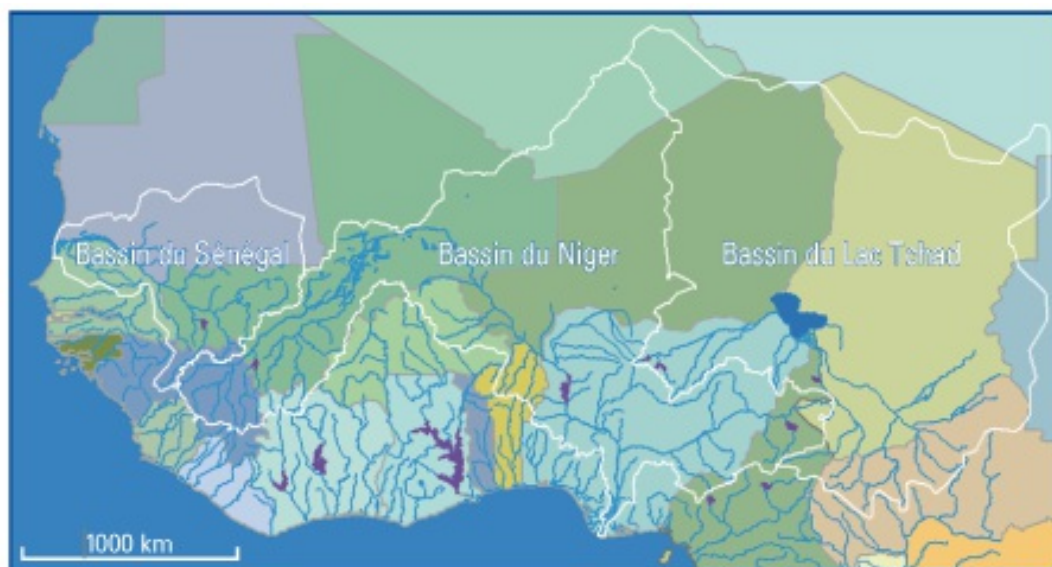 Bassin du Sénégal
Bassin du Niger
Bassin du Lac Tchad
1000 km